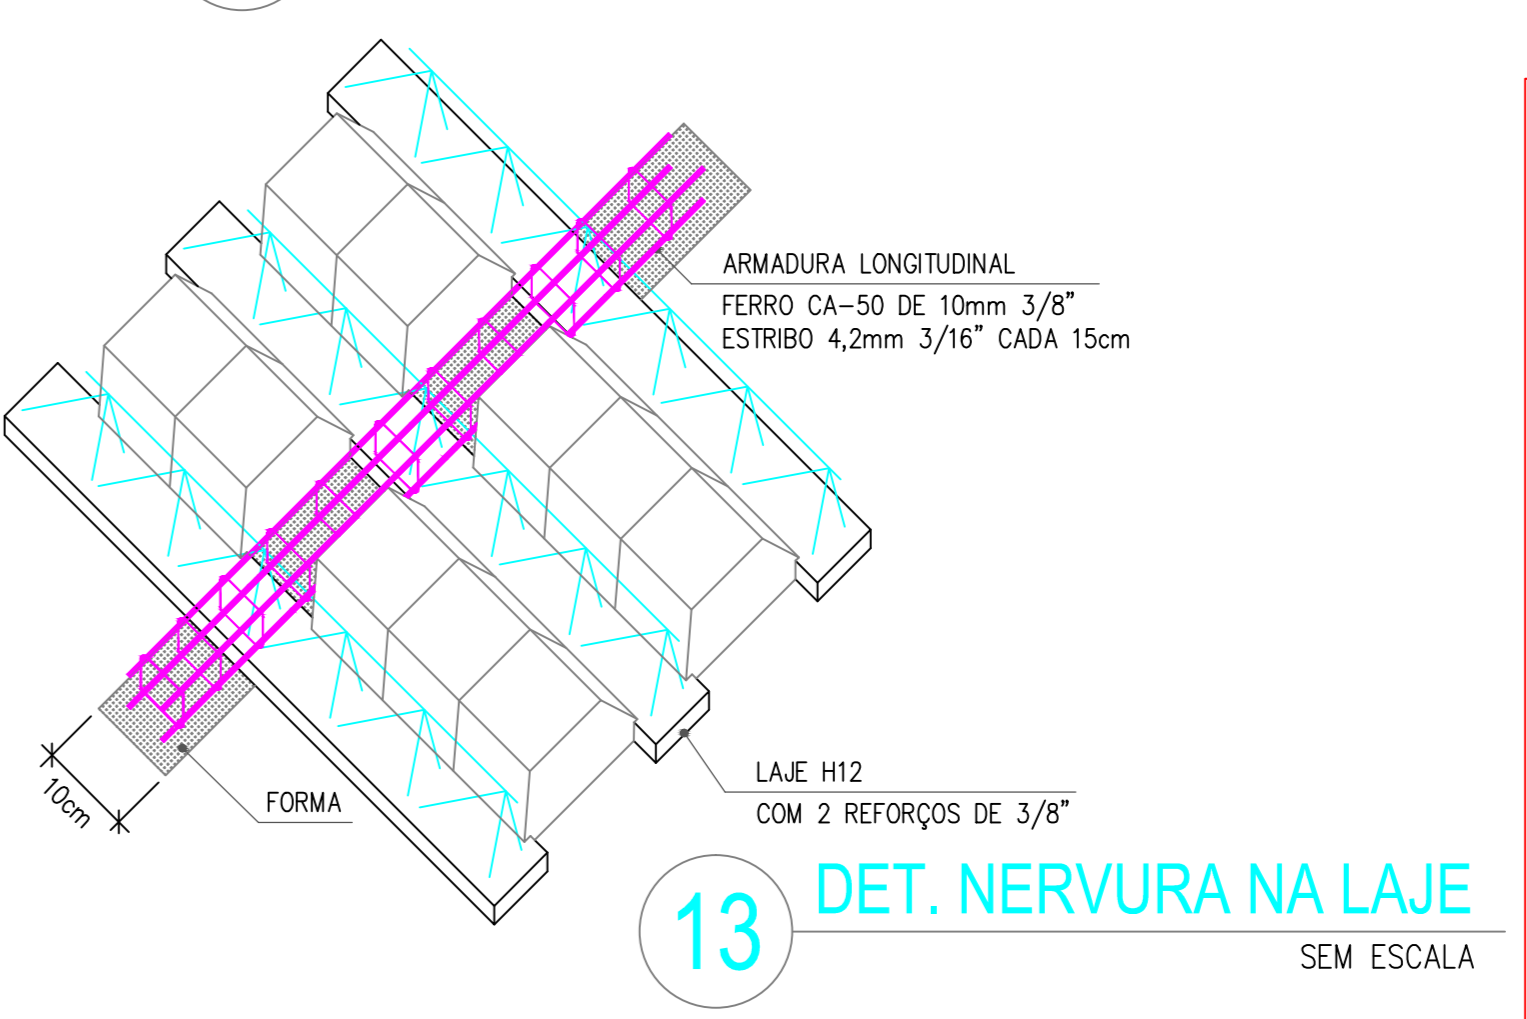 ARMADURA LONGITUDINAL
FERRO CA-50 DE 10mm 3/8”
ESTRIBO 4,2mm 3/16” CADA 15cm
10cm
FORMA
LAJE H12
COM 2 REFORÇOS DE 3/8”
13
DET. NERVURA NA LAJE
SEM ESCALA